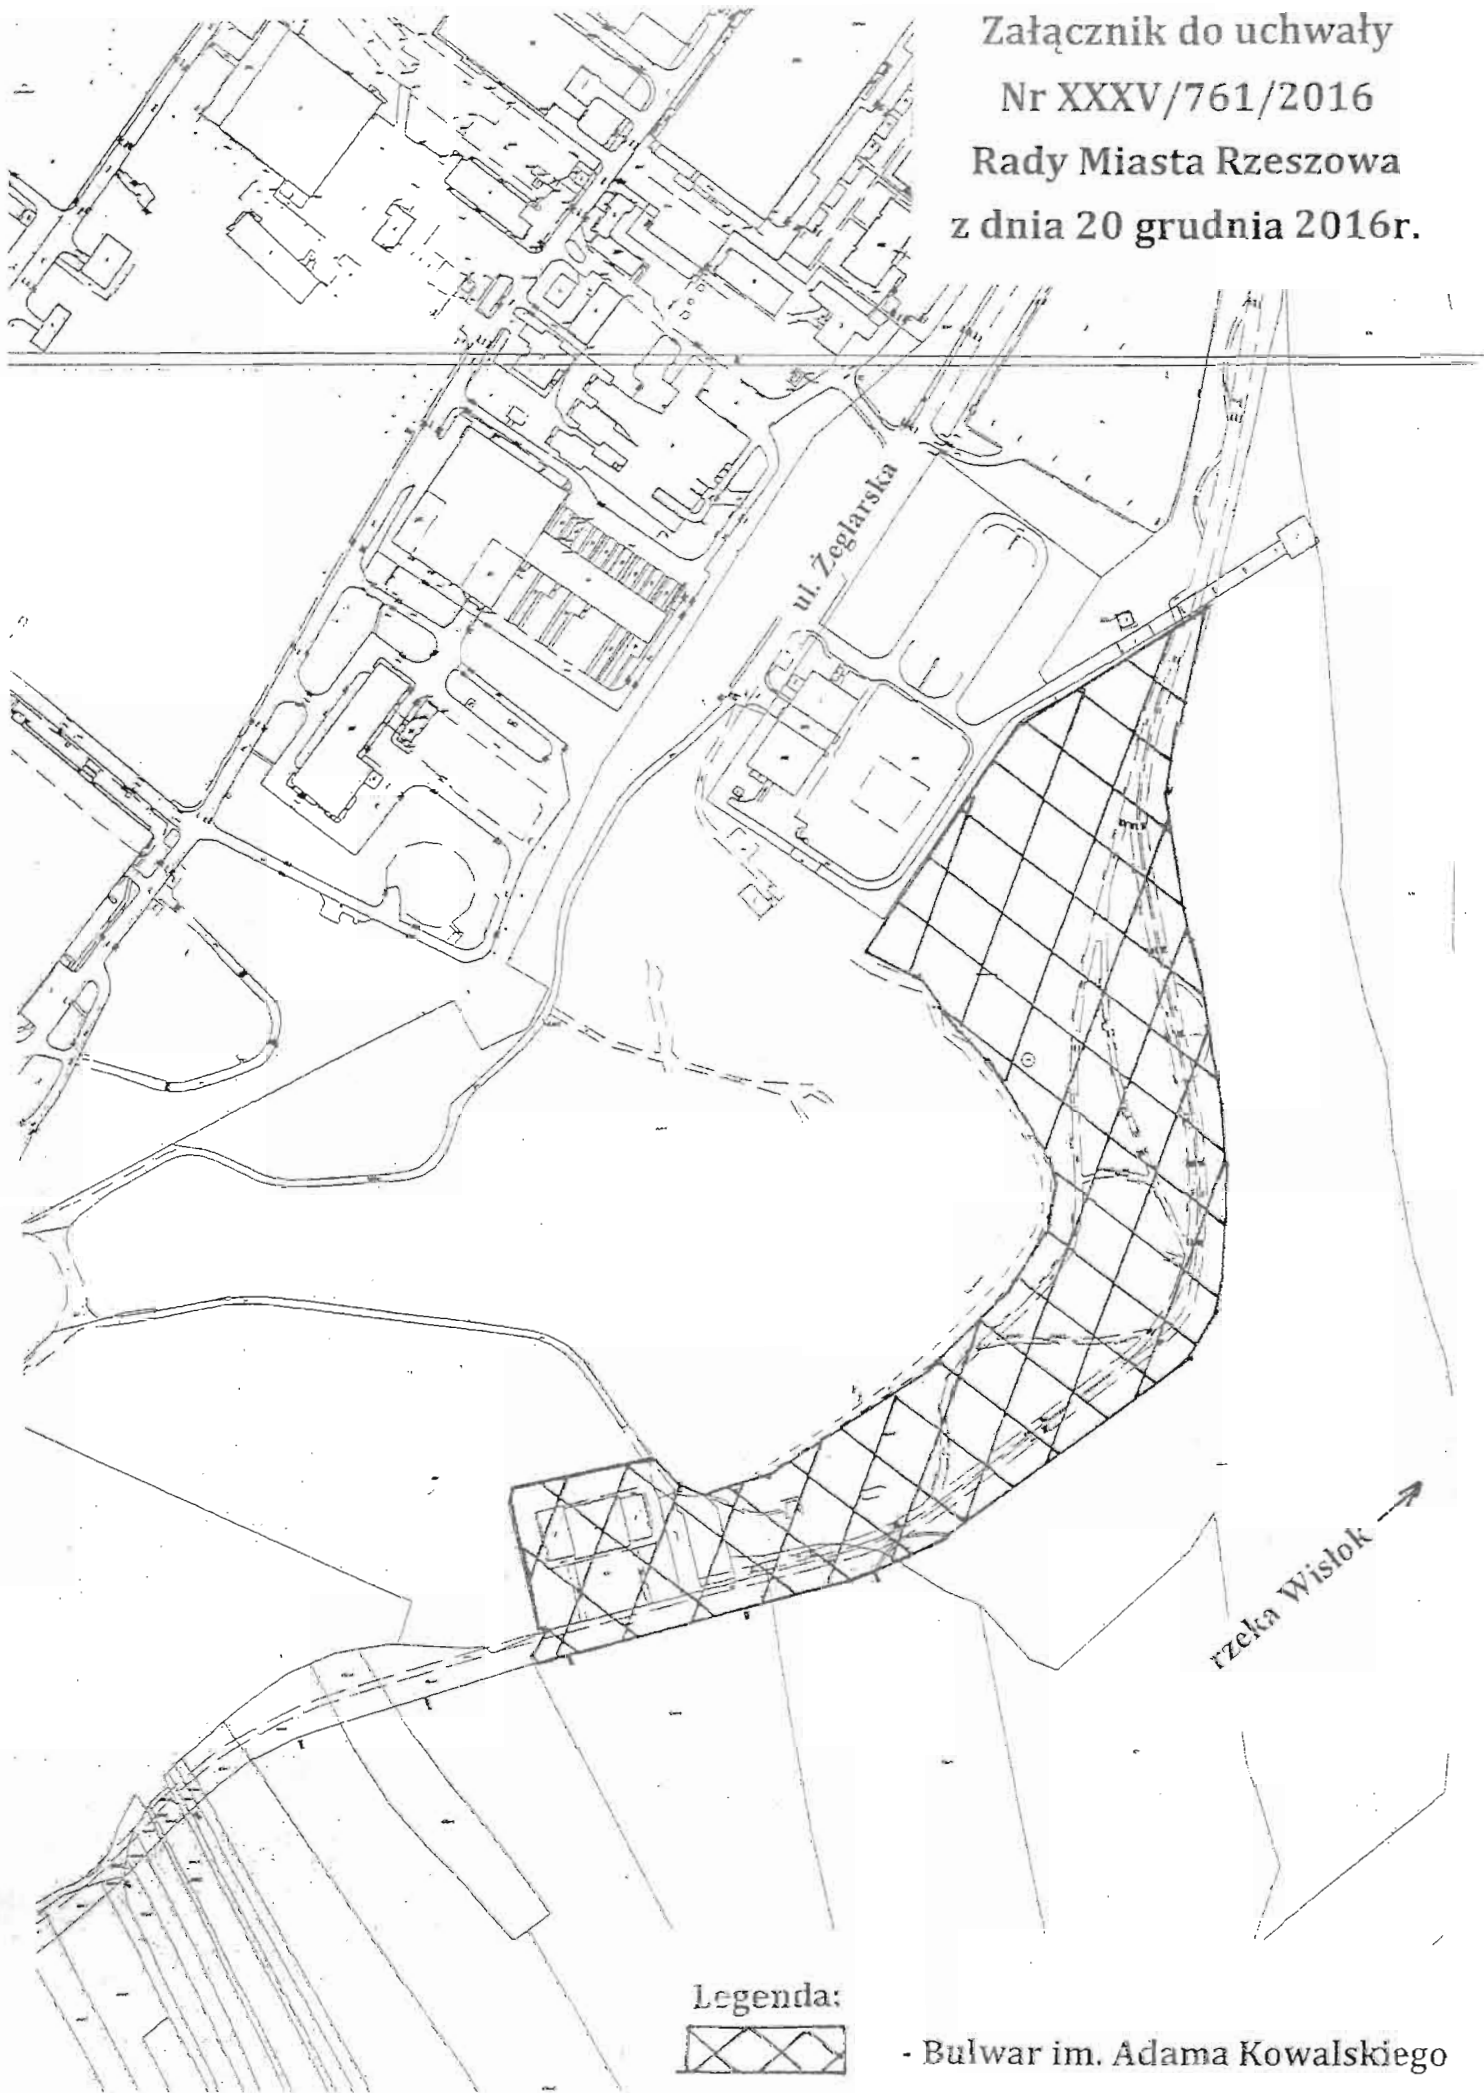 Załącznik do uchwały
Nr XXXV/761/2016
Rady Miasta Rzeszowa
z dnia 20 grudnia 2016r.
ul. Żeglarska
rzeka Wisłok
Legenda:
- Bulwar im. Adama Kowalskiego